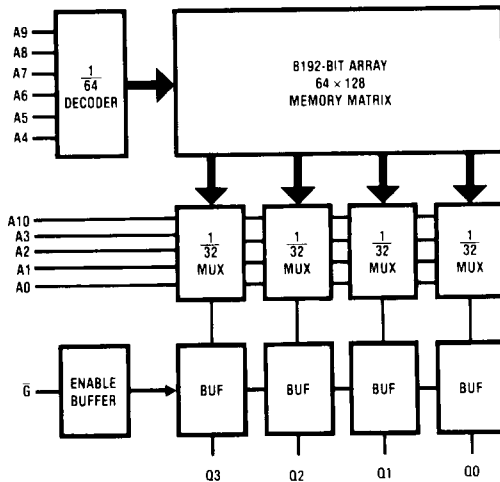 A9
A8
A7
A6
A5
A4
1
64
DECODER
8192-BIT ARRAY
64 × 128
MEMORY MATRIX
A10
A3
A2
A1
A0
1
32
MUX
1
32
MUX
1
32
MUX
1
32
MUX
G̅
ENABLE
BUFFER
BUF
BUF
BUF
BUF
Q3
Q2
Q1
Q0